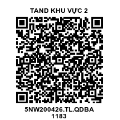 TAND KHU VỰC 2
5NW200426.TL.QDBA
1183